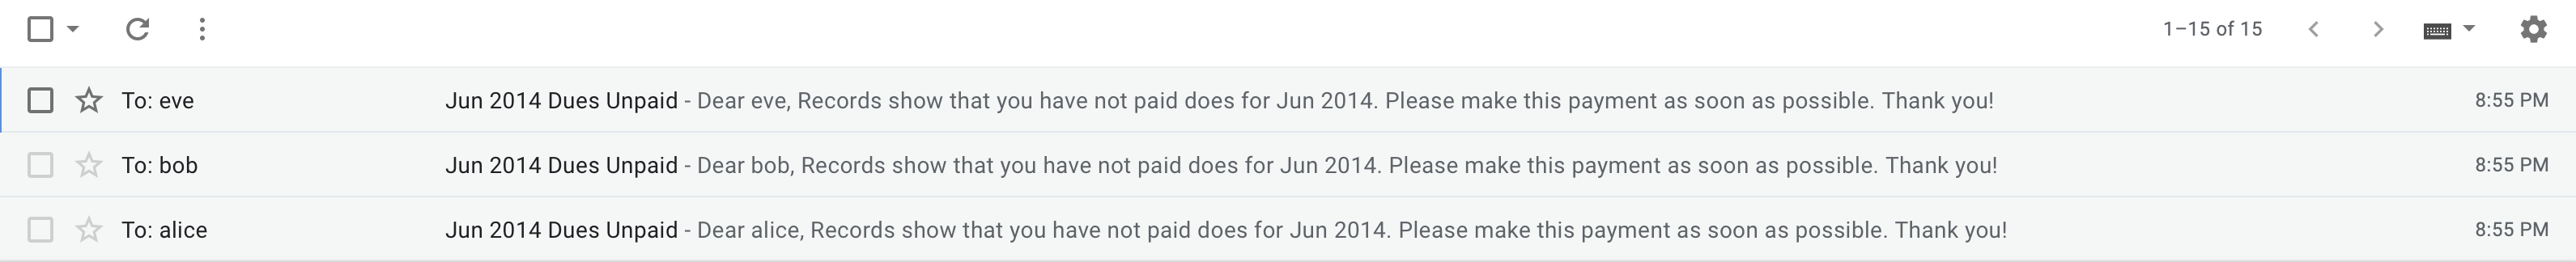 1–15 of 15
To: eve Jun 2014 Dues Unpaid - Dear eve, Records show that you have not paid does for Jun 2014. Please make this payment as soon as possible. Thank you! 8:55 PM
To: bob Jun 2014 Dues Unpaid - Dear bob, Records show that you have not paid does for Jun 2014. Please make this payment as soon as possible. Thank you! 8:55 PM
To: alice Jun 2014 Dues Unpaid - Dear alice, Records show that you have not paid does for Jun 2014. Please make this payment as soon as possible. Thank you! 8:55 PM